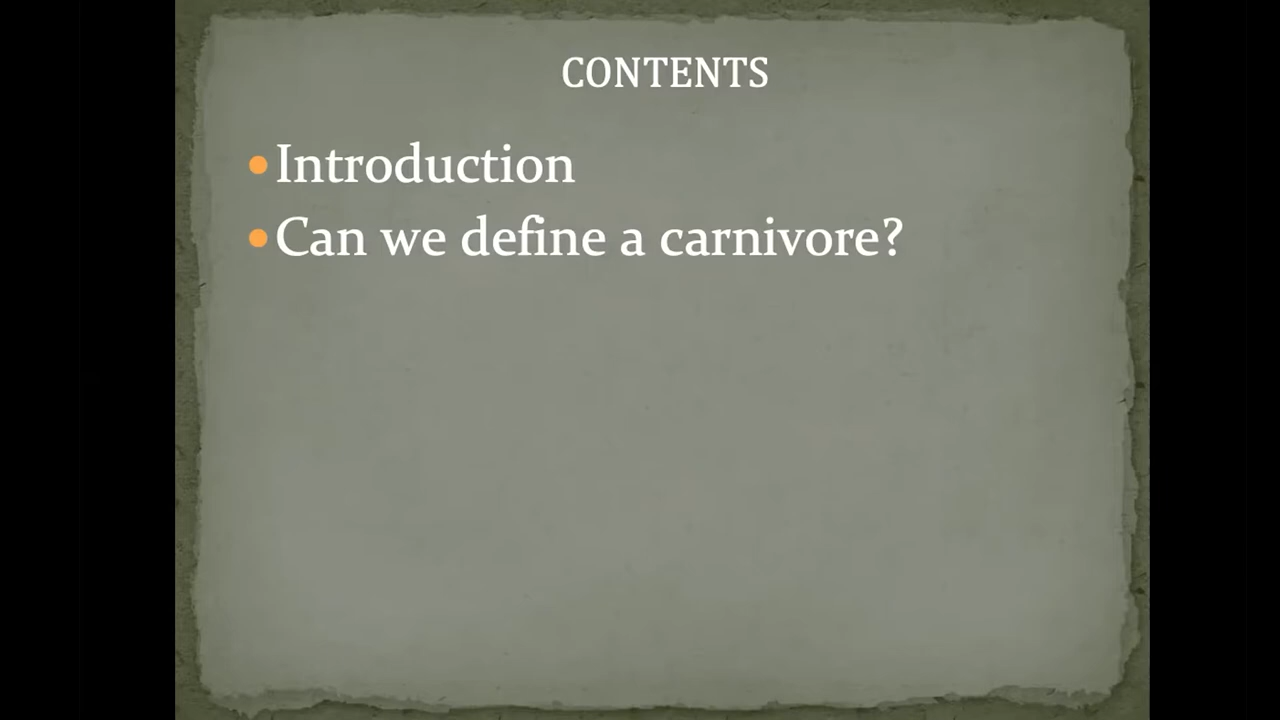 CONTENTS
•Introduction
•Can we define a carnivore?